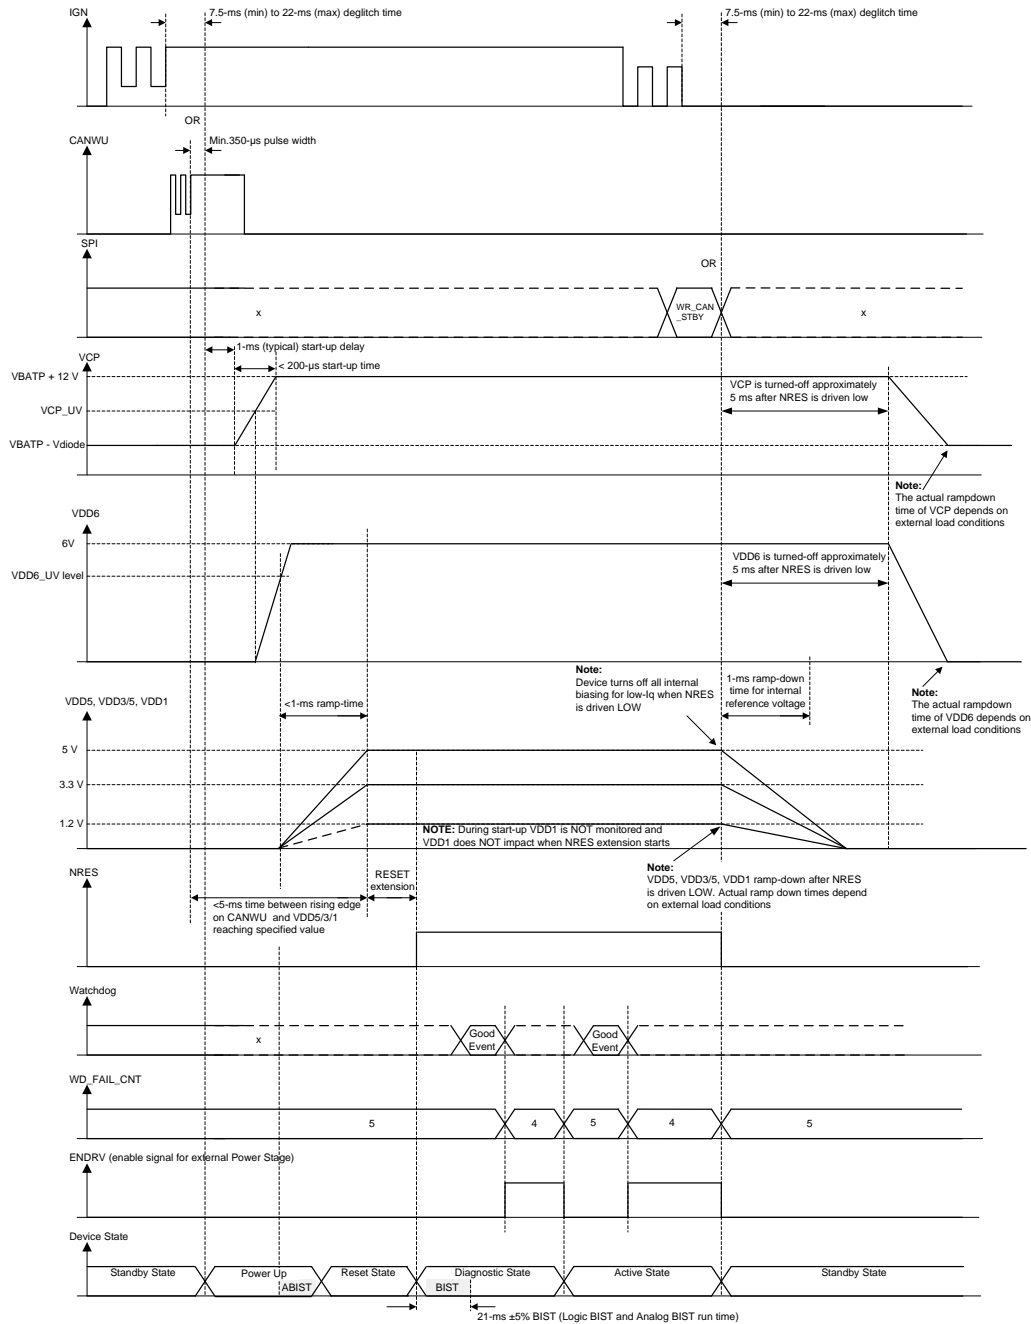 IGN
7.5-ms (min) to 22-ms (max) deglitch time
7.5-ms (min) to 22-ms (max) deglitch time
OR
CANWU
Min.350-µs pulse width
SPI
OR
x
WR_CAN
_STBY
x
1-ms (typical) start-up delay
VCP
< 200-µs start-up time
VBATP + 12 V
VCP_UV
VBATP - Vdiode
VCP is turned-off approximately
5 ms after NRES is driven low
Note:
The actual rampdown
time of VCP depends on
external load conditions
VDD6
6V
VDD6_UV level
VDD6 is turned-off approximately
5 ms after NRES is driven low
Note:
The actual rampdown
time of VDD6 depends on
external load conditions
Note:
Device turns off all internal
biasing for low-Iq when NRES
is driven LOW
1-ms ramp-down
time for internal
reference voltage
VDD5, VDD3/5, VDD1
<1-ms ramp-time
5 V
3.3 V
1.2 V
NOTE: During start-up VDD1 is NOT monitored and
VDD1 does NOT impact when NRES extension starts
Note:
VDD5, VDD3/5, VDD1 ramp-down after NRES
is driven LOW. Actual ramp down times depend
on external load conditions
NRES
RESET
extension
<5-ms time between rising edge
on CANWU and VDD5/3/1
reaching specified value
Watchdog
x
Good
Event
Good
Event
WD_FAIL_CNT
5
4
5
4
5
ENDRV (enable signal for external Power Stage)
Device State
Standby State
Power Up
ABIST
Reset State
Diagnostic State
BIST
Active State
Standby State
21-ms ±5% BIST (Logic BIST and Analog BIST run time)